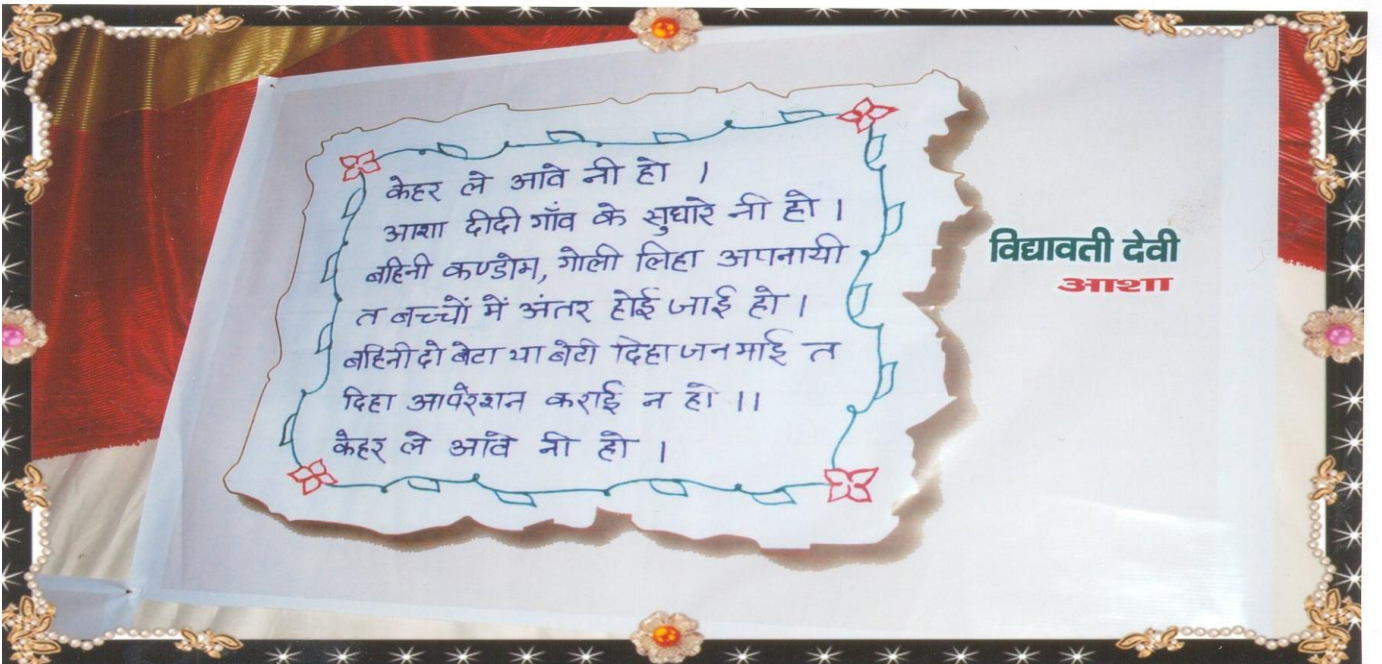 केहर ले आवे नी हो ।
आशा दीदी गाँव के सुधारे नी हो ।
बहिनी कण्डोम, गोली लिहा अपनायी
त बच्चों में अंतर होई जाई हो ।
बहिनी दो बेटा या बेटी दिहा जनमाई त
दिहा आपरेशन कराई न हो ।।
केहर ले आवे नी हो ।
विद्यावती देवी
आशा